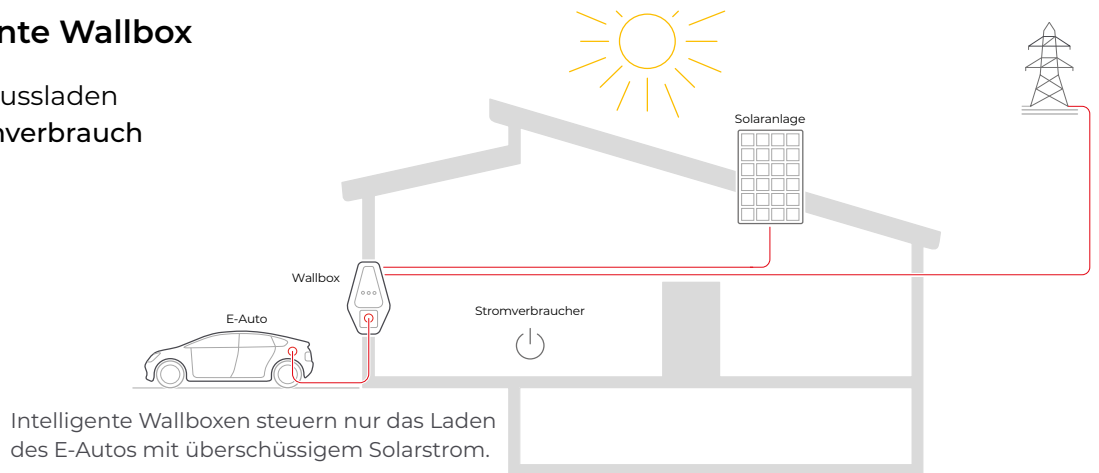 nte Wallbox
ussladen
nverbrauch
Solaranlage
Wallbox
Stromverbraucher
E-Auto
Intelligente Wallboxen steuern nur das Laden
des E-Autos mit überschüssigem Solarstrom.